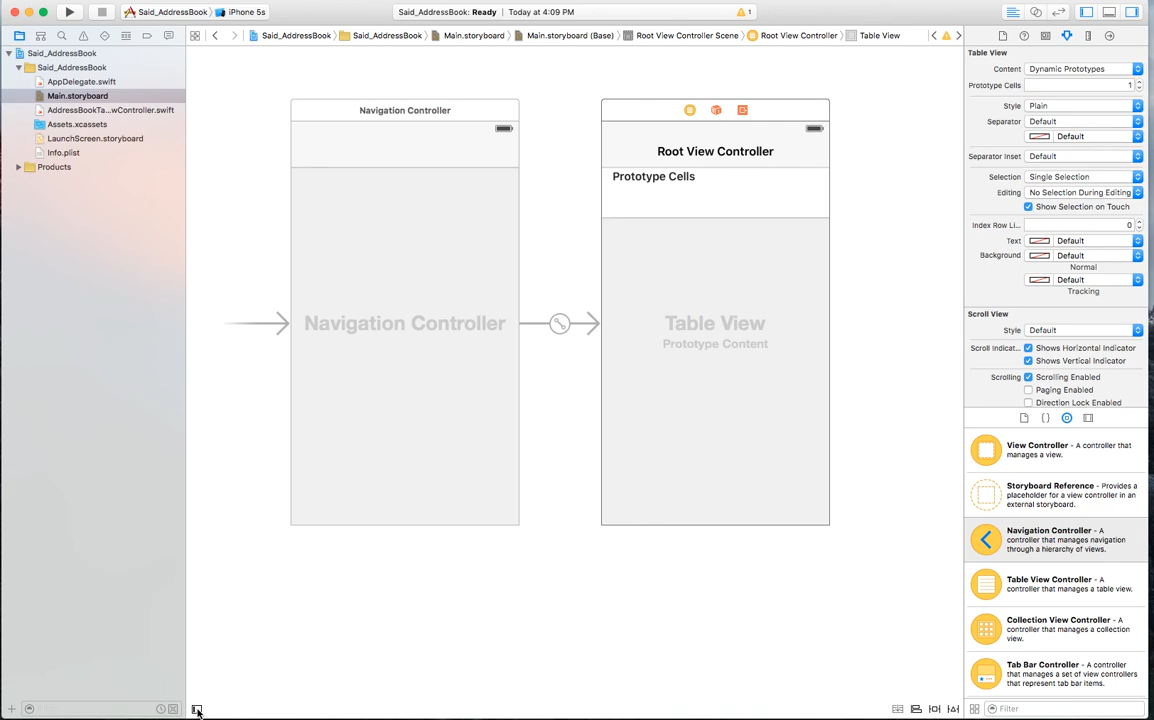 Said_AddressBook
iPhone 5s
Said_AddressBook: Ready
Today at 4:09 PM
1
Said_AddressBook
Said_AddressBook
Main.storyboard
Main.storyboard (Base)
Root View Controller Scene
Root View Controller
Table View
Said_AddressBook
Said_AddressBook
AppDelegate.swift
Main.storyboard
AddressBookTa...wController.swift
Assets.xcassets
LaunchScreen.storyboard
Info.plist
Products
Navigation Controller
Navigation Controller
Root View Controller
Prototype Cells
Table View
Prototype Content
Table View
Content Dynamic Prototypes
Prototype Cells 1
Style Plain
Separator Default
Default
Separator Inset Default
Selection Single Selection
Editing No Selection During Editing
Show Selection on Touch
Index Row Li... 0
Text Default
Background Default
Normal
Default
Tracking
Scroll View
Style Default
Scroll Indicat... Shows Horizontal Indicator
Shows Vertical Indicator
Scrolling Scrolling Enabled
Paging Enabled
Direction Lock Enabled
{ }
View Controller - A controller that
manages a view.
Storyboard Reference - Provides a
placeholder for a view controller in an
external storyboard.
Navigation Controller - A
controller that manages navigation
through a hierarchy of views.
Table View Controller - A
controller that manages a table view.
Collection View Controller - A
controller that manages a collection
view.
Tab Bar Controller - A controller
that manages a set of view controllers
that represent tab bar items.
Filter